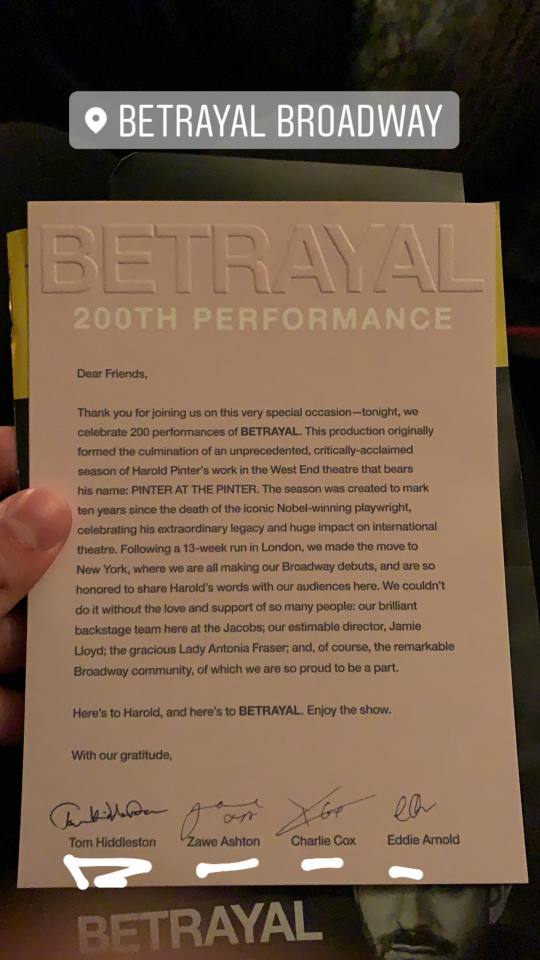 BETRAYAL BROADWAY
BETRAYAL
200TH PERFORMANCE
Dear Friends,
Thank you for joining us on this very special occasion—tonight, we
celebrate 200 performances of BETRAYAL. This production originally
formed the culmination of an unprecedented, critically-acclaimed
season of Harold Pinter's work in the West End theatre that bears
his name: PINTER AT THE PINTER. The season was created to mark
ten years since the death of the iconic Nobel-winning playwright,
celebrating his extraordinary legacy and huge impact on international
theatre. Following a 13-week run in London, we made the move to
New York, where we are all making our Broadway debuts, and are so
honored to share Harold's words with our audiences here. We couldn't
do it without the love and support of so many people: our brilliant
backstage team here at the Jacobs; our estimable director, Jamie
Lloyd; the gracious Lady Antonia Fraser; and, of course, the remarkable
Broadway community, of which we are so proud to be a part.
Here's to Harold, and here's to BETRAYAL. Enjoy the show.
With our gratitude,
Tom Hiddleston Zawe Ashton Charlie Cox Eddie Arnold
BETRAYAL